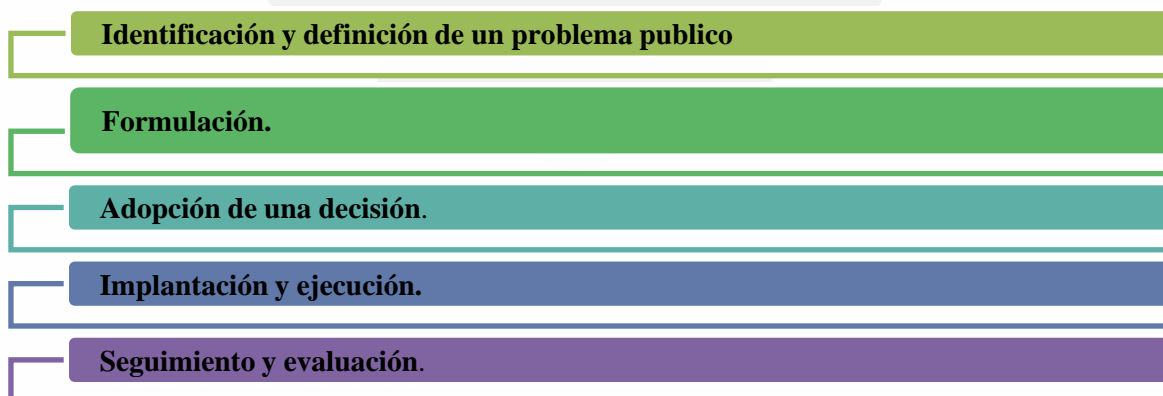 Identificación y definición de un problema publico
Formulación.
Adopción de una decisión.
Implantación y ejecución.
Seguimiento y evaluación.